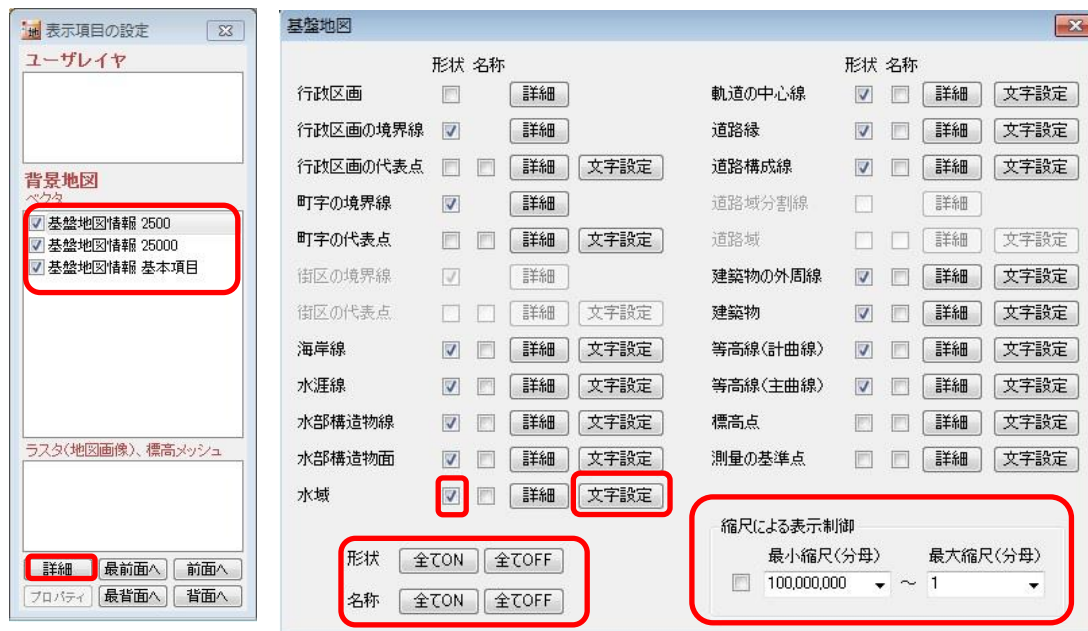 表示項目の設定
ユーザレイヤ
背景地図
ベクタ
基盤地図情報 2500
基盤地図情報 25000
基盤地図情報 基本項目
ラスタ(地図画像)、標高メッシュ
詳細 最前面へ 前面へ
プロパティ 最背面へ 背面へ
基盤地図
形状 名称
行政区画 詳細
行政区画の境界線 詳細
行政区画の代表点 詳細 文字設定
町字の境界線 詳細
町字の代表点 詳細 文字設定
街区の境界線 詳細
街区の代表点 詳細 文字設定
海岸線 詳細 文字設定
水涯線 詳細 文字設定
水部構造物線 詳細 文字設定
水部構造物面 詳細 文字設定
水域 詳細 文字設定
形状 全てON 全てOFF
名称 全てON 全てOFF
形状 名称
軌道の中心線 詳細 文字設定
道路縁 詳細 文字設定
道路構成線 詳細 文字設定
道路域分割線 詳細
道路域 詳細 文字設定
建築物の外周線 詳細 文字設定
建築物 詳細 文字設定
等高線(計曲線) 詳細 文字設定
等高線(主曲線) 詳細 文字設定
標高点 詳細 文字設定
測量の基準点 詳細 文字設定
縮尺による表示制御
最小縮尺(分母) 最大縮尺(分母)
100,000,000 ～ 1